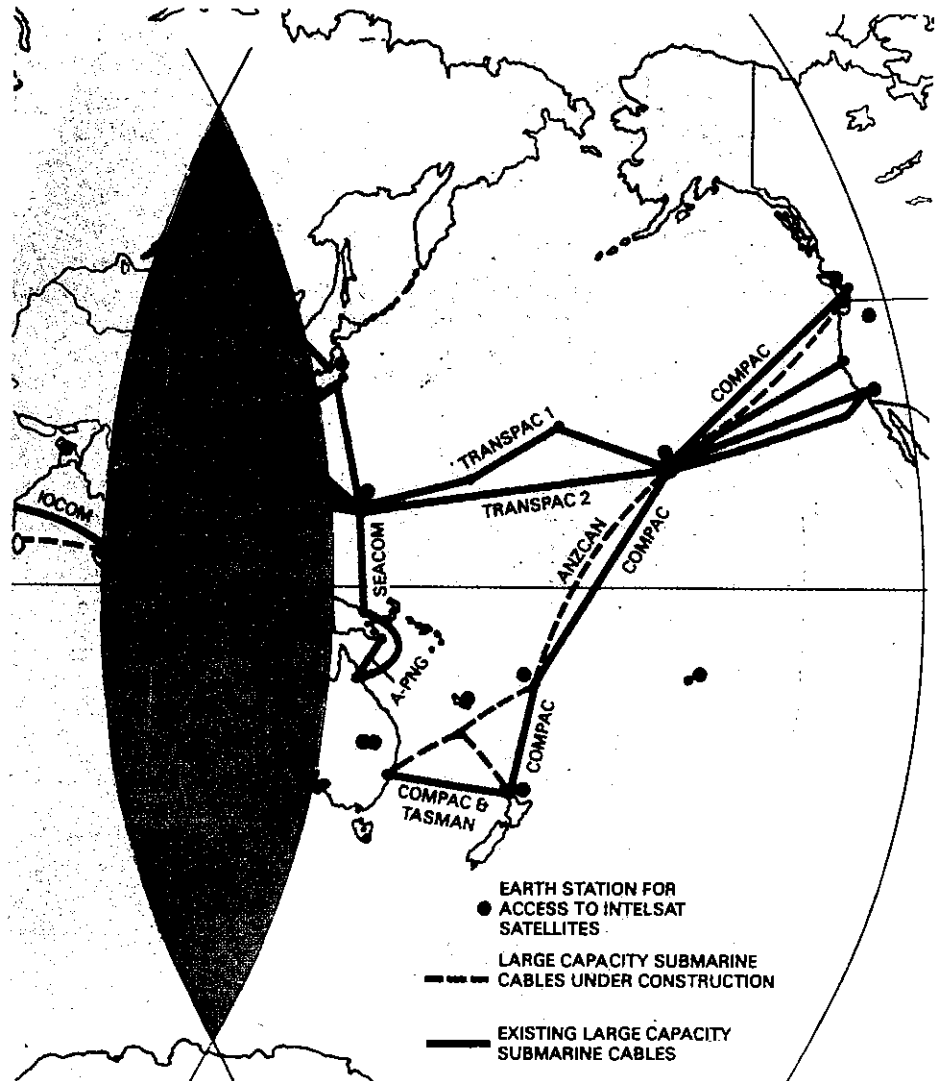 COMPAC
TRANSPAC 1
TRANSPAC 2
IOCOM
SEACOM
ANZCAN
COMPAC
A-PNG
COMPAC
COMPAC &
TASMAN
EARTH STATION FOR
ACCESS TO INTELSAT
SATELLITES
LARGE CAPACITY SUBMARINE
CABLES UNDER CONSTRUCTION
EXISTING LARGE CAPACITY
SUBMARINE CABLES